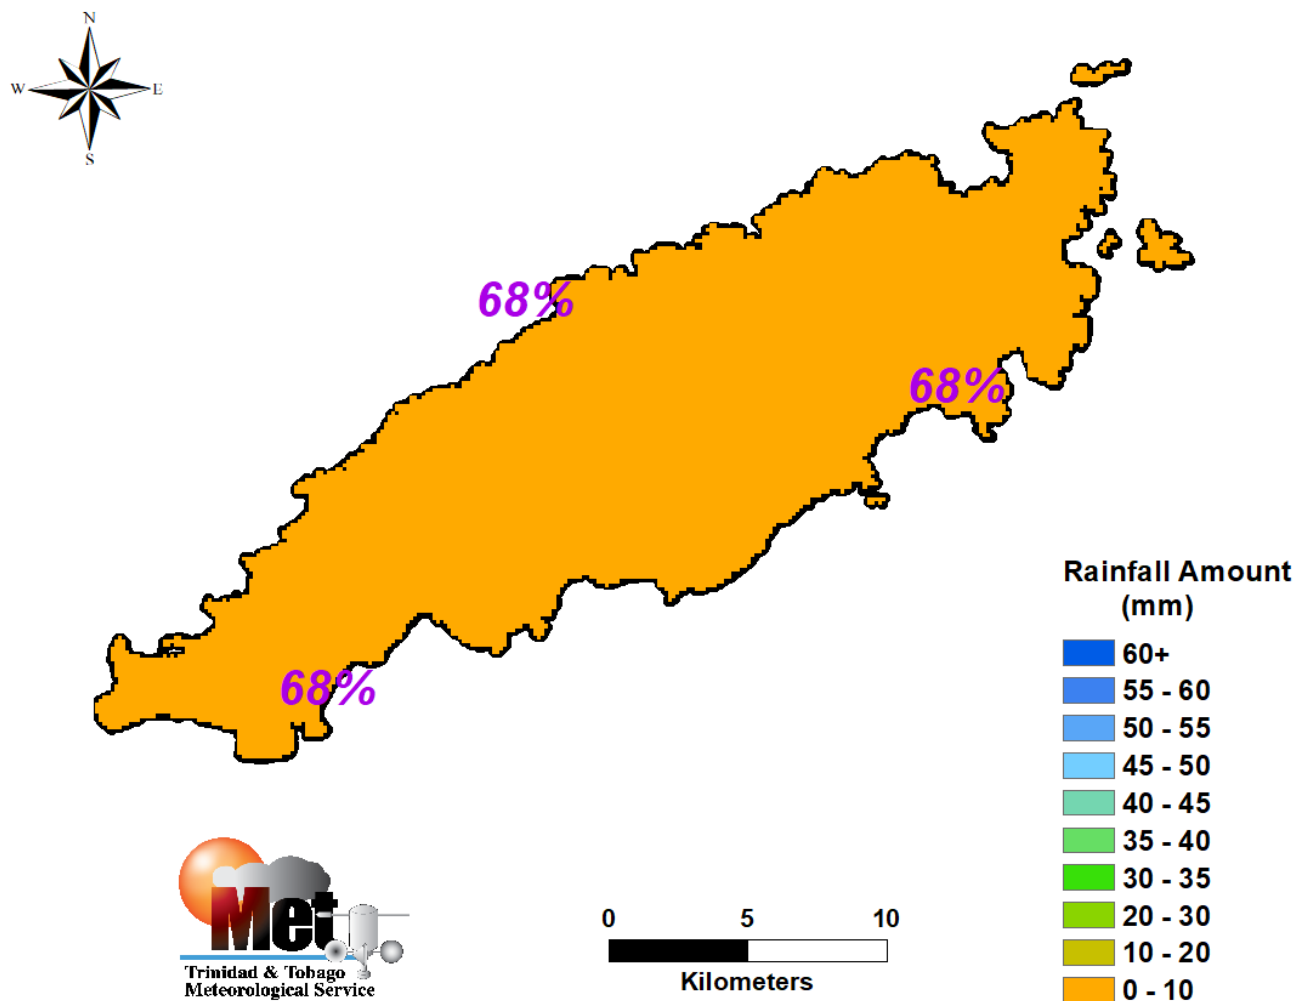 N
W E
S
68%
68%
68%
Rainfall Amount
(mm)
60+
55 - 60
50 - 55
45 - 50
40 - 45
35 - 40
30 - 35
20 - 30
10 - 20
0 - 10
0 5 10
Kilometers
Met
Trinidad & Tobago
Meteorological Service